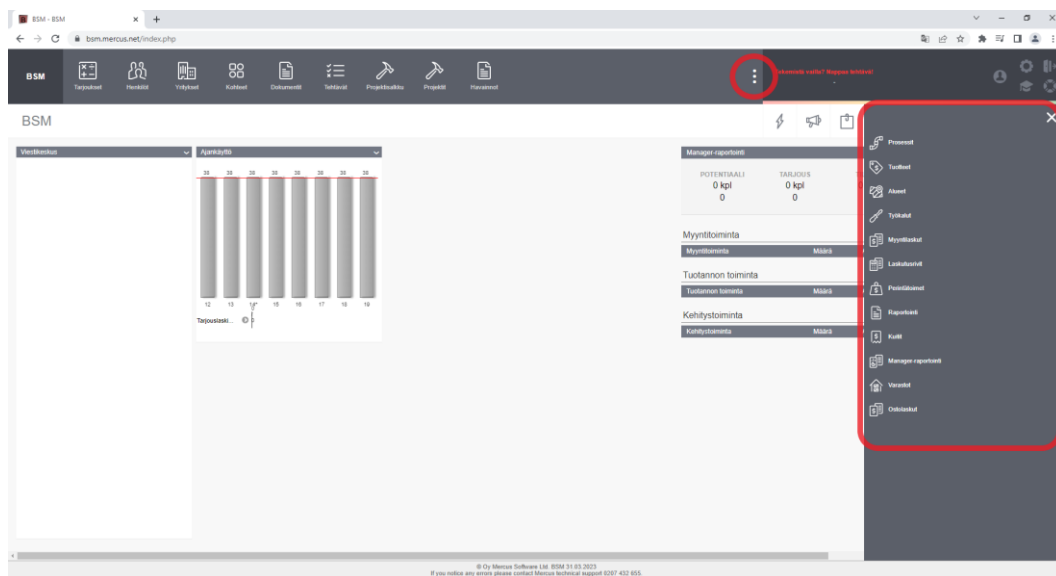 BSM - BSM
bsm.mercus.net/index.php
BSM
Tarjoukset
Henkilöt
Yritykset
Kohteet
Dokumentit
Tehtävät
Projektisalkku
Projektit
Havainnot
BSM
Viestikeskus
Ajankäyttö
38 38 38 38 38 38 38
12 13 14* 15 16 17 18 19
Tarjouslaski...
Manager-raportointi
POTENTIAALI TARJOUS
0 kpl 0 kpl
0 0
Myyntitoiminta
Myyntitoiminta Määrä
Tuotannon toiminta
Tuotannon toiminta Määrä
Kehitystoiminta
Kehitystoiminta Määrä
Prosessit
Tuotteet
Alueet
Työkalut
Myyntilaskut
Laskutusrivit
Perintätoimet
Raportointi
Kuitit
Manager-raportointi
Varastot
Ostolaskut
© Oy Mercus Software Ltd. BSM 31.03.2023
If you notice any errors please contact Mercus technical support 0207 432 655.